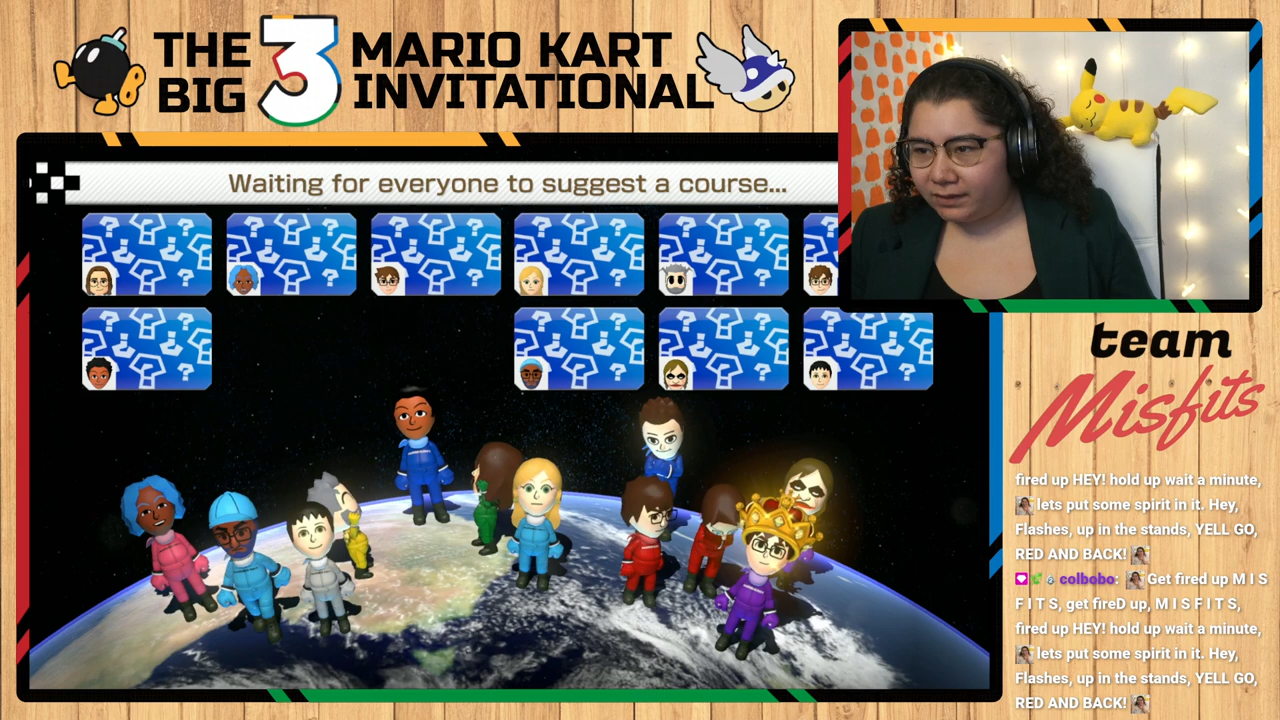 THE
BIG
3
MARIO KART
INVITATIONAL
Waiting for everyone to suggest a course...
team
Misfits
fired up HEY! hold up wait a minute,
lets put some spirit in it. Hey,
Flashes, up in the stands, YELL GO,
RED AND BACK!
colbobo: Get fired up M I S
F I T S, get fireD up, M I S F I T S,
fired up HEY! hold up wait a minute,
lets put some spirit in it. Hey,
Flashes, up in the stands, YELL GO,
RED AND BACK!